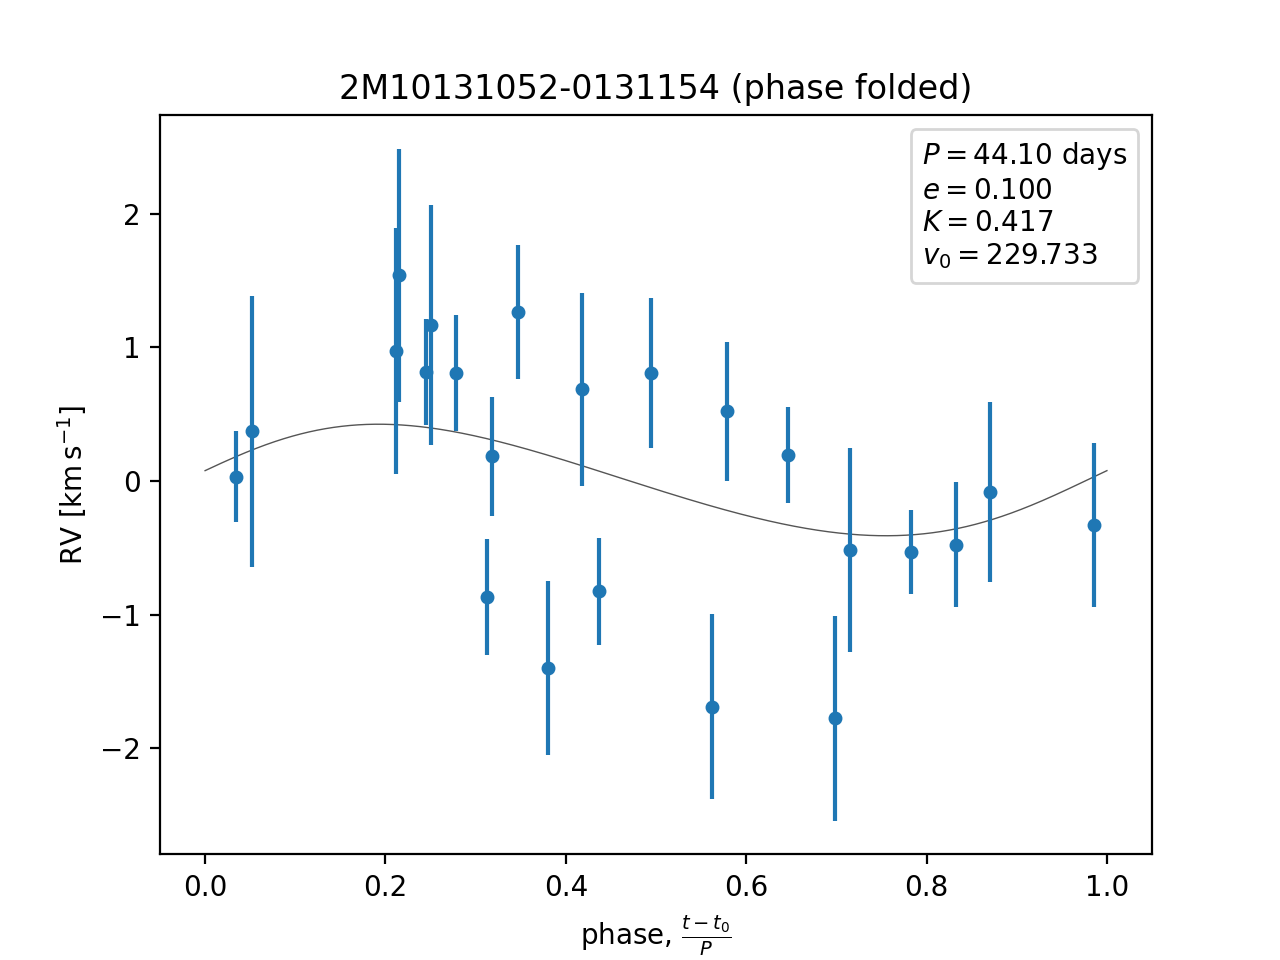 2M10131052-0131154 (phase folded)
P = 44.10 days
e = 0.100
K = 0.417
v₀ = 229.733
2
1
0
−1
−2
RV [km s⁻¹]
0.0 0.2 0.4 0.6 0.8 1.0
phase, (t − t₀)/P